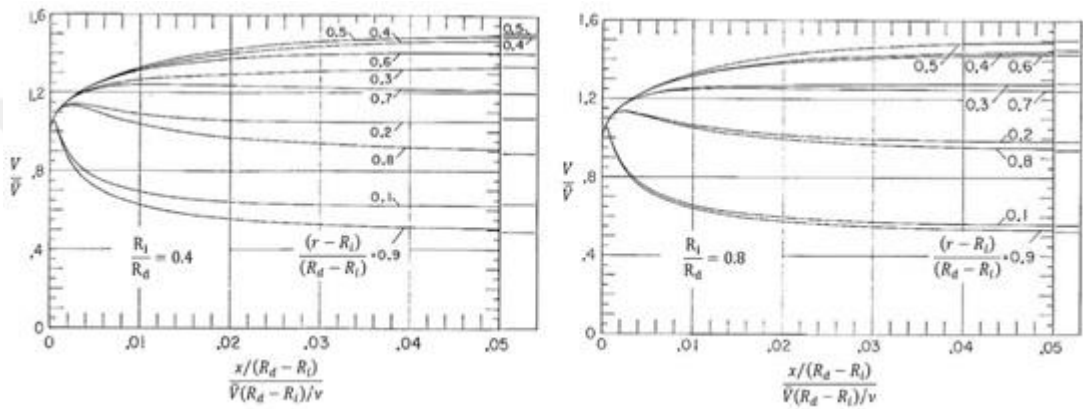 1.6
1.2
.8
.4
0
V
V̄
0.5 0.4
0.5
0.4
0.6
0.3
0.7
0.2
0.8
0.1
R_i
R_d = 0.4
(r − R_i)
(R_d − R_i) = 0.9
0 .01 .02 .03 .04 .05
x/(R_d − R_i)
V̄(R_d − R_i)/ν
1.6
1.2
.8
.4
0
V
V̄
0.5 0.4 0.6
0.3 0.7
0.2
0.8
0.1
R_i
R_d = 0.8
(r − R_i)
(R_d − R_i) = 0.9
0 .01 .02 .03 .04 .05
x/(R_d − R_i)
V̄(R_d − R_i)/ν